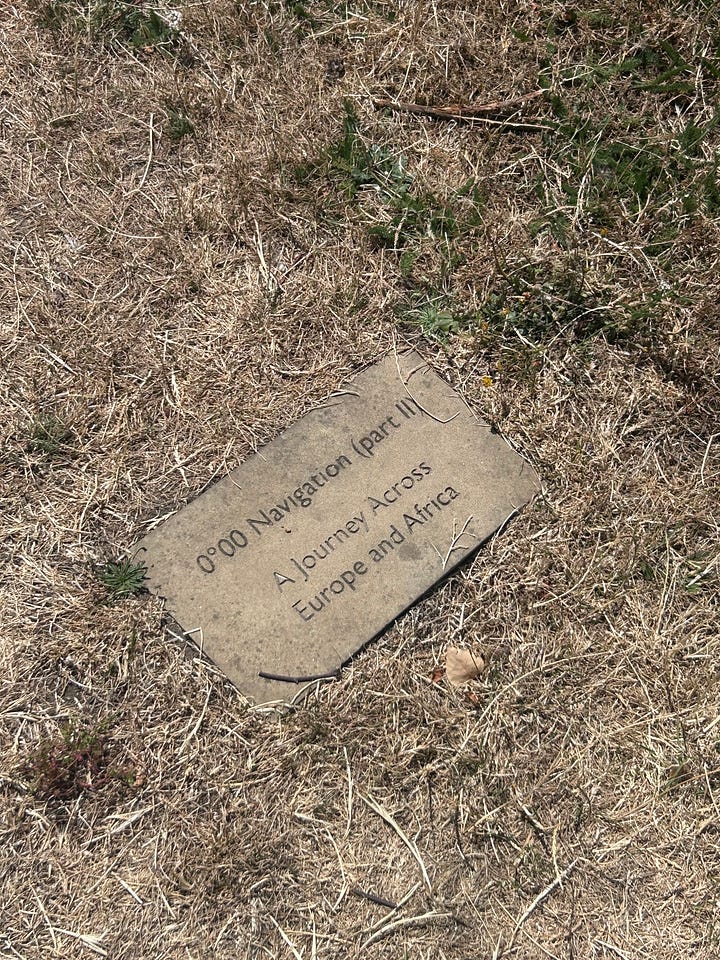 0°00 Navigation (part II)
A Journey Across
Europe and Africa